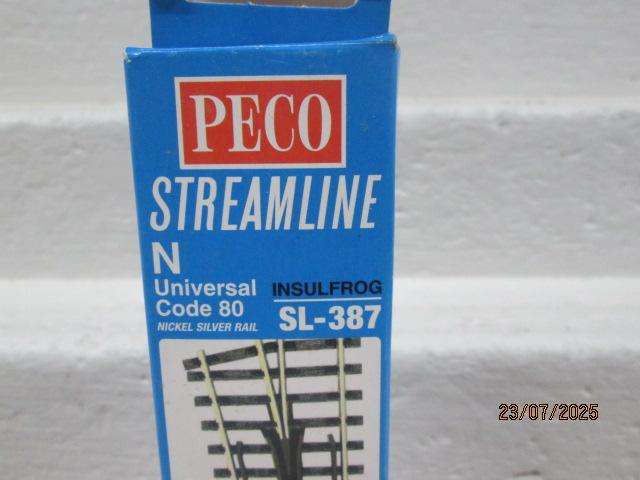 PECO
STREAMLINE
N
Universal
Code 80
NICKEL SILVER RAIL
INSULFROG
SL-387
23/07/2025